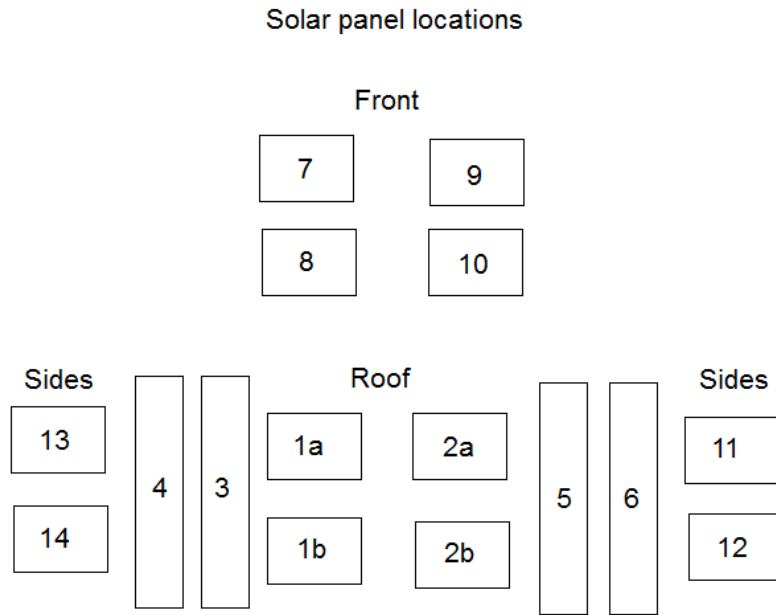 Solar panel locations
Front
7 9
8 10
Sides Roof Sides
13 1a 2a 11
4 3 5 6
14 1b 2b 12